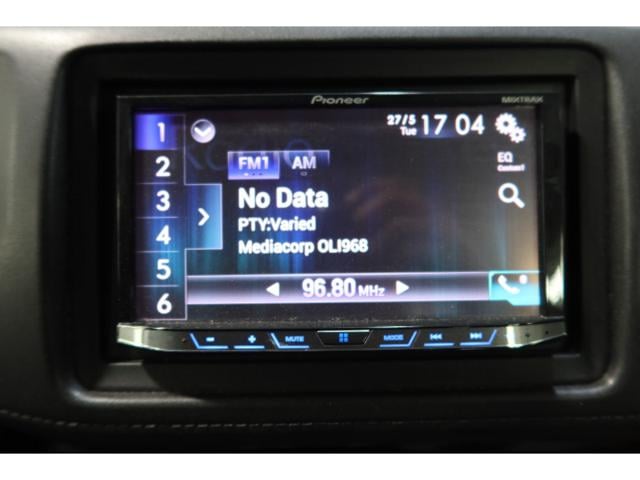 Pioneer MIXTRAX
27/5 Tue 17 04
Radio
FM1 AM
EQ
No Data
PTY:Varied
Mediacorp OLI968
96.80 MHz
1
2
3
4
5
6
MUTE MODE